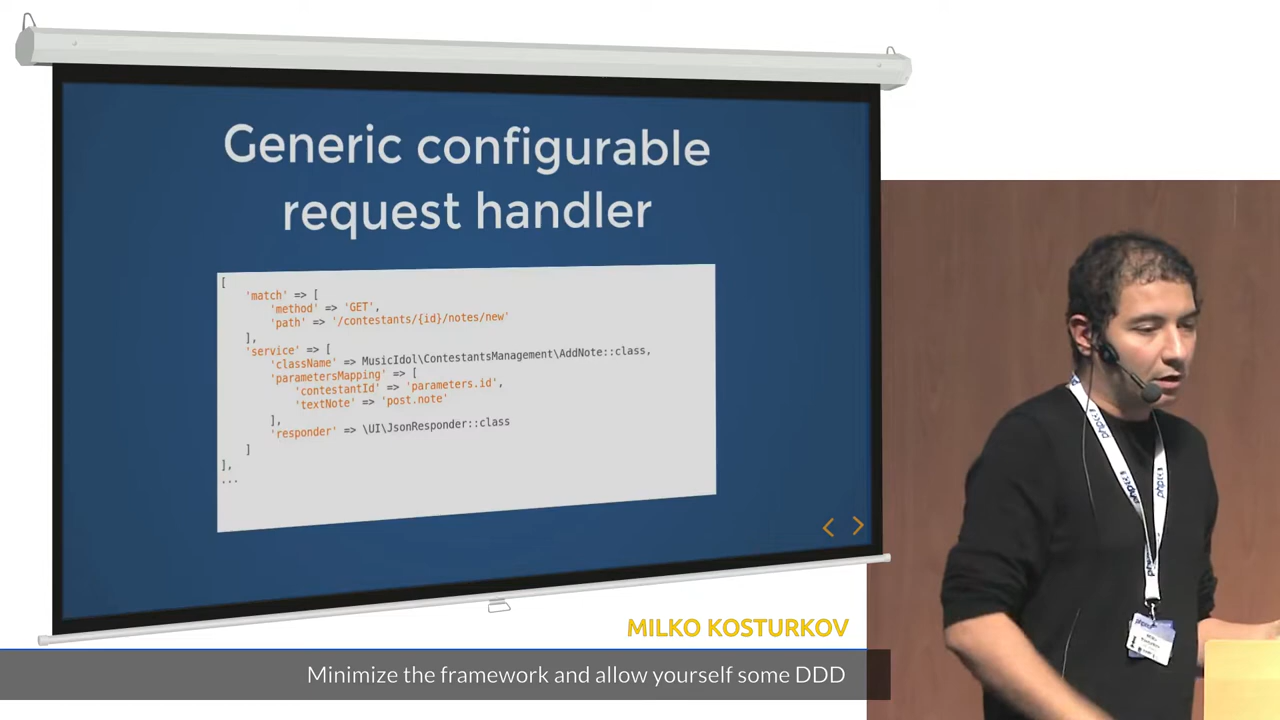 Generic configurable
request handler
[
'match' => [
'method' => 'GET',
'path' => '/contestants/{id}/notes/new'
],
'service' => [
'className' => MusicIdol\ContestantsManagement\AddNote::class,
'parametersMapping' => [
'contestantId' => 'parameters.id',
'textNote' => 'post.note'
],
'responder' => \UI\JsonResponder::class
]
],
...
MILKO KOSTURKOV
Minimize the framework and allow yourself some DDD
php